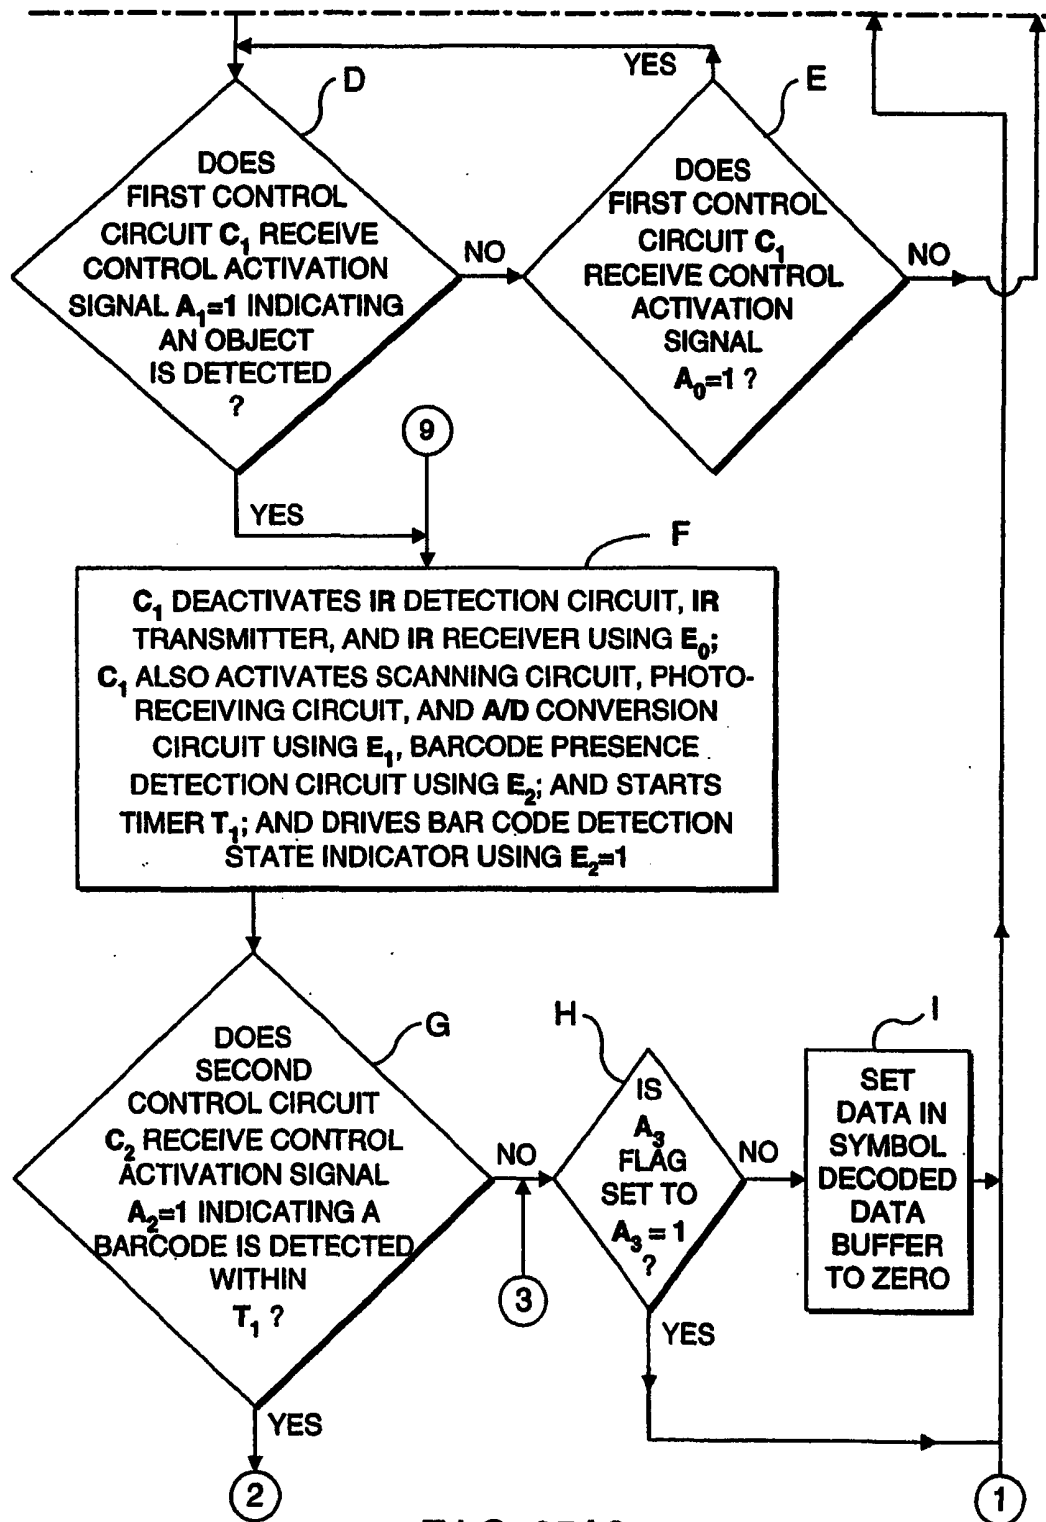 YES
D
E
DOES
FIRST CONTROL
CIRCUIT C₁ RECEIVE
CONTROL ACTIVATION
SIGNAL A₁=1 INDICATING
AN OBJECT
IS DETECTED
?
NO
DOES
FIRST CONTROL
CIRCUIT C₁
RECEIVE CONTROL
ACTIVATION
SIGNAL
A₀=1 ?
NO
9
YES
F
C₁ DEACTIVATES IR DETECTION CIRCUIT, IR
TRANSMITTER, AND IR RECEIVER USING E₀;
C₁ ALSO ACTIVATES SCANNING CIRCUIT, PHOTO-
RECEIVING CIRCUIT, AND A/D CONVERSION
CIRCUIT USING E₁, BARCODE PRESENCE
DETECTION CIRCUIT USING E₂; AND STARTS
TIMER T₁; AND DRIVES BAR CODE DETECTION
STATE INDICATOR USING E₂=1
G
DOES
SECOND
CONTROL CIRCUIT
C₂ RECEIVE CONTROL
ACTIVATION SIGNAL
A₂=1 INDICATING A
BARCODE IS DETECTED
WITHIN
T₁ ?
NO
3
H
IS
A₃
FLAG
SET TO
A₃ = 1
?
NO
I
SET
DATA IN
SYMBOL
DECODED
DATA
BUFFER
TO ZERO
YES
YES
2
1